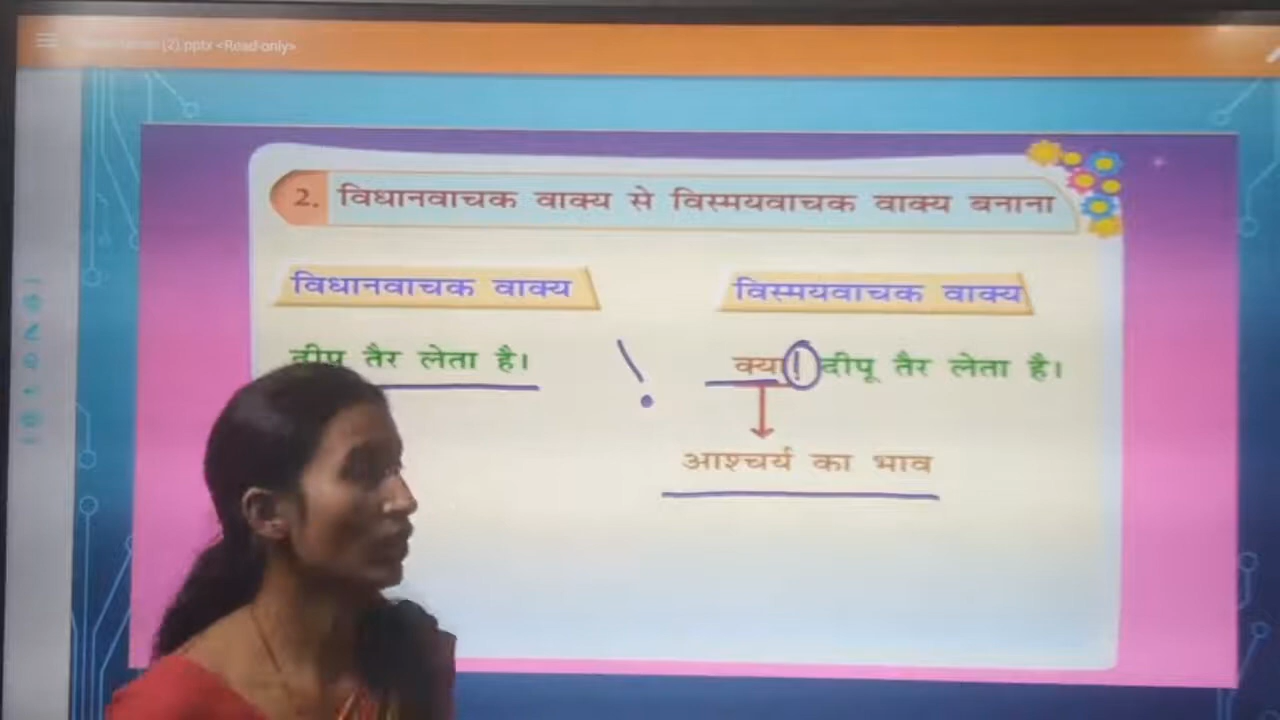 (2).pptx <Read-only>
2. विधानवाचक वाक्य से विस्मयवाचक वाक्य बनाना
विधानवाचक वाक्य
विस्मयवाचक वाक्य
दीपू तैर लेता है।
!
क्या! दीपू तैर लेता है।
आश्चर्य का भाव